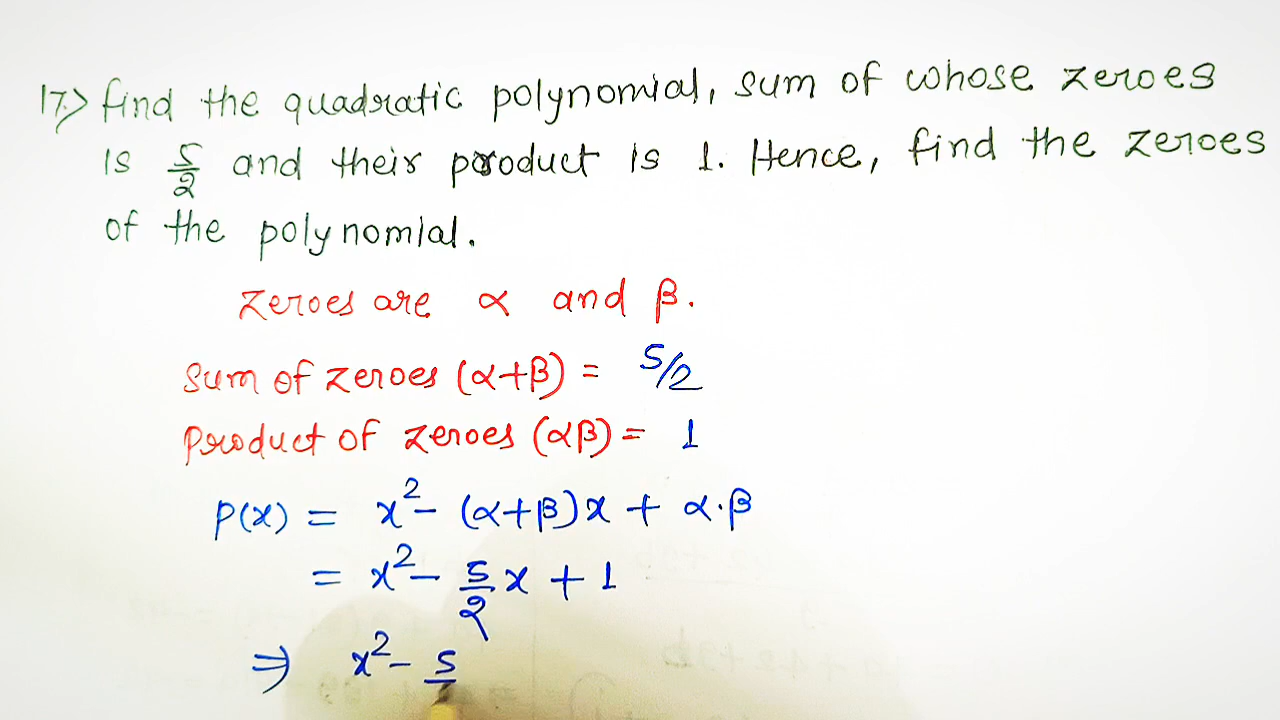 17.> find the quadratic polynomial, sum of whose zeroes
is 5/2 and their product is 1. Hence, find the zeroes
of the polynomial.
zeroes are α and β.
Sum of zeroes (α+β) = 5/2
product of zeroes (αβ) = 1
p(x) = x² - (α+β)x + α.β
= x² - 5/2 x + 1
⇒ x² - 5